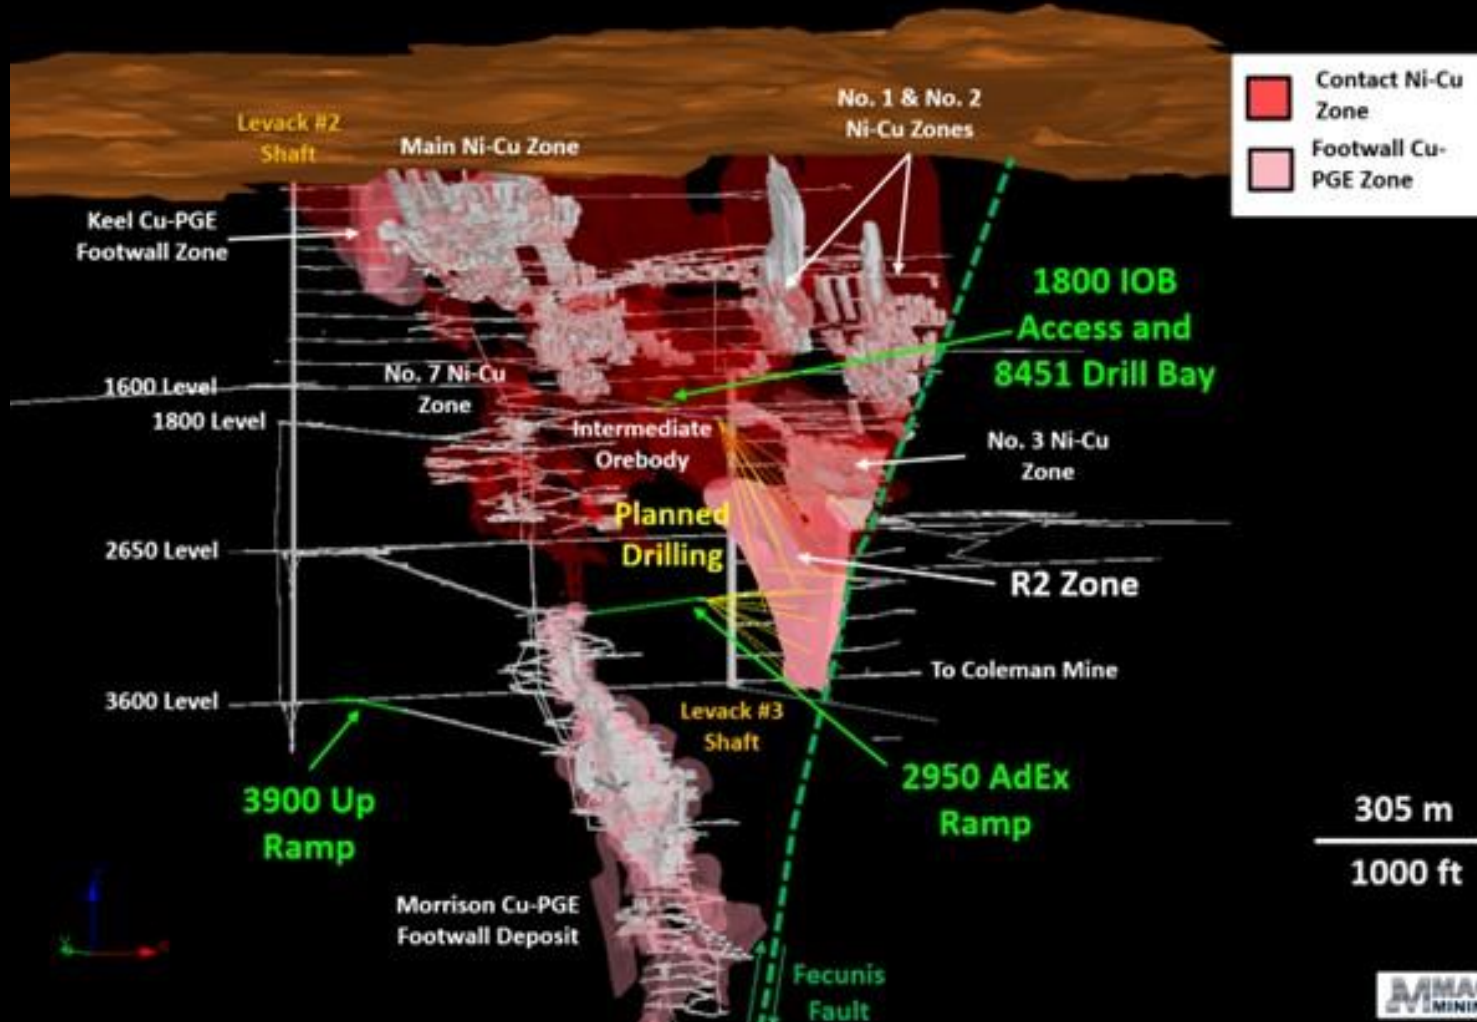 Levack #2
Shaft
Main Ni-Cu Zone
No. 1 & No. 2
Ni-Cu Zones
Contact Ni-Cu
Zone
Footwall Cu-
PGE Zone
Keel Cu-PGE
Footwall Zone
1800 IOB
Access and
8451 Drill Bay
1600 Level
No. 7 Ni-Cu
Zone
1800 Level
Intermediate
Orebody
No. 3 Ni-Cu
Zone
Planned
Drilling
2650 Level
R2 Zone
To Coleman Mine
3600 Level
Levack #3
Shaft
3900 Up
Ramp
2950 AdEx
Ramp
305 m
1000 ft
Morrison Cu-PGE
Footwall Deposit
Fecunis
Fault